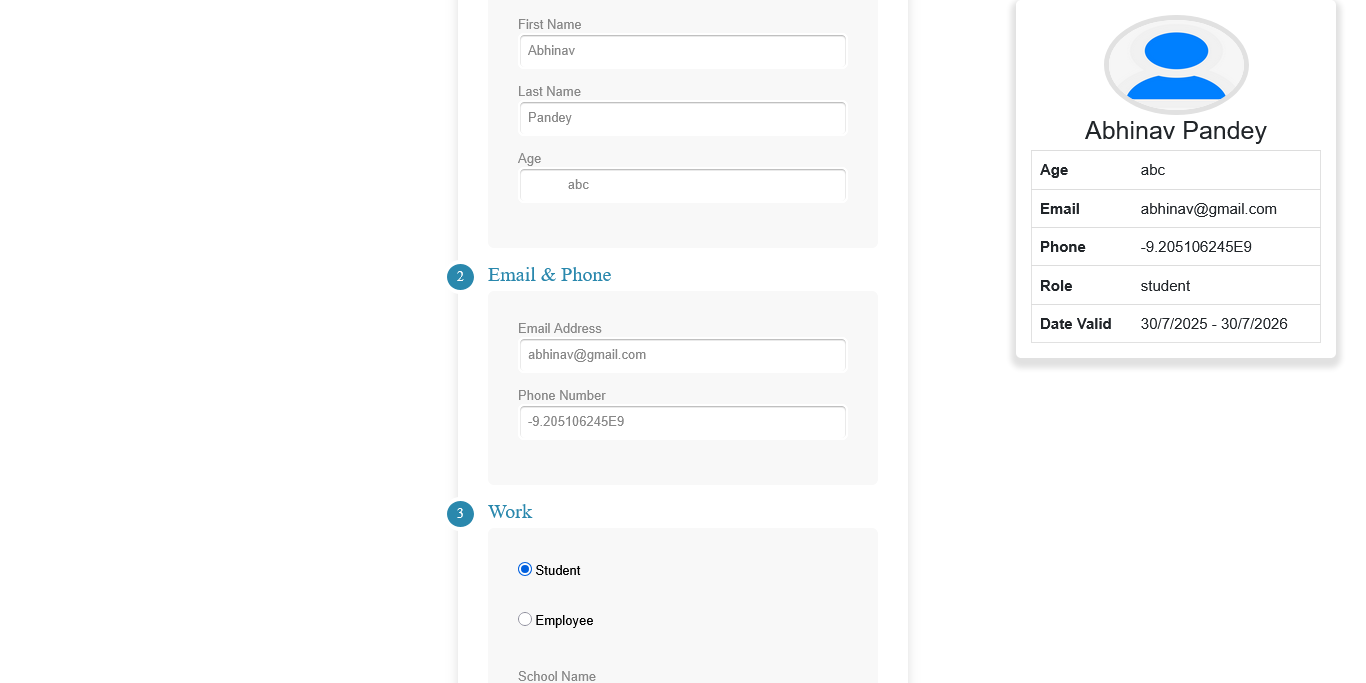 First Name
Abhinav
Last Name
Pandey
Age
abc
2 Email & Phone
Email Address
abhinav@gmail.com
Phone Number
-9.205106245E9
3 Work
Student
Employee
School Name
Abhinav Pandey
Age abc
Email abhinav@gmail.com
Phone -9.205106245E9
Role student
Date Valid 30/7/2025 - 30/7/2026